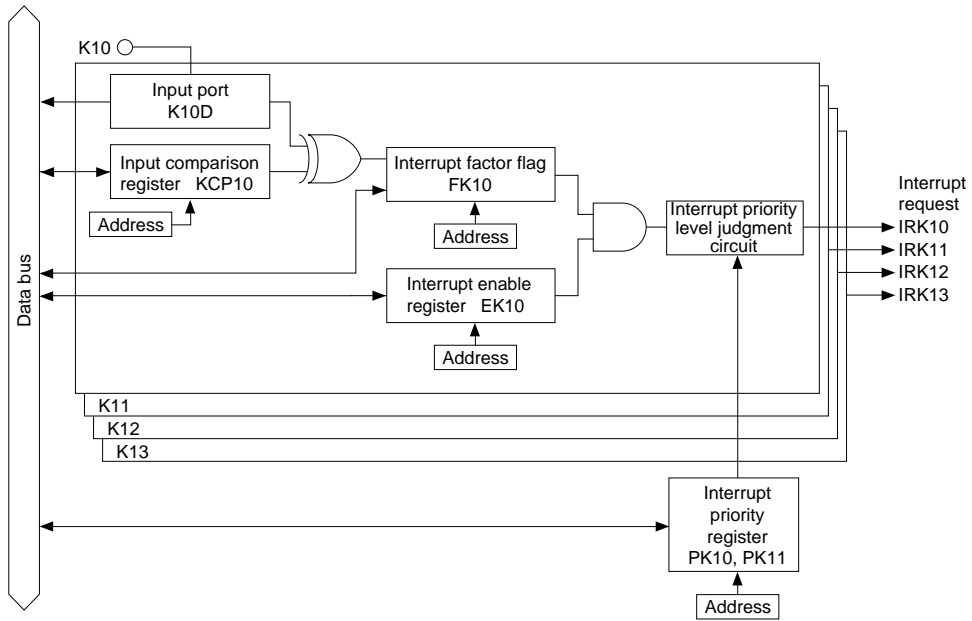 K10
Input port
K10D
Input comparison
register KCP10
Address
Interrupt factor flag
FK10
Address
Interrupt enable
register EK10
Address
Interrupt priority
level judgment
circuit
Interrupt
request
IRK10
IRK11
IRK12
IRK13
Data bus
K11
K12
K13
Interrupt
priority
register
PK10, PK11
Address